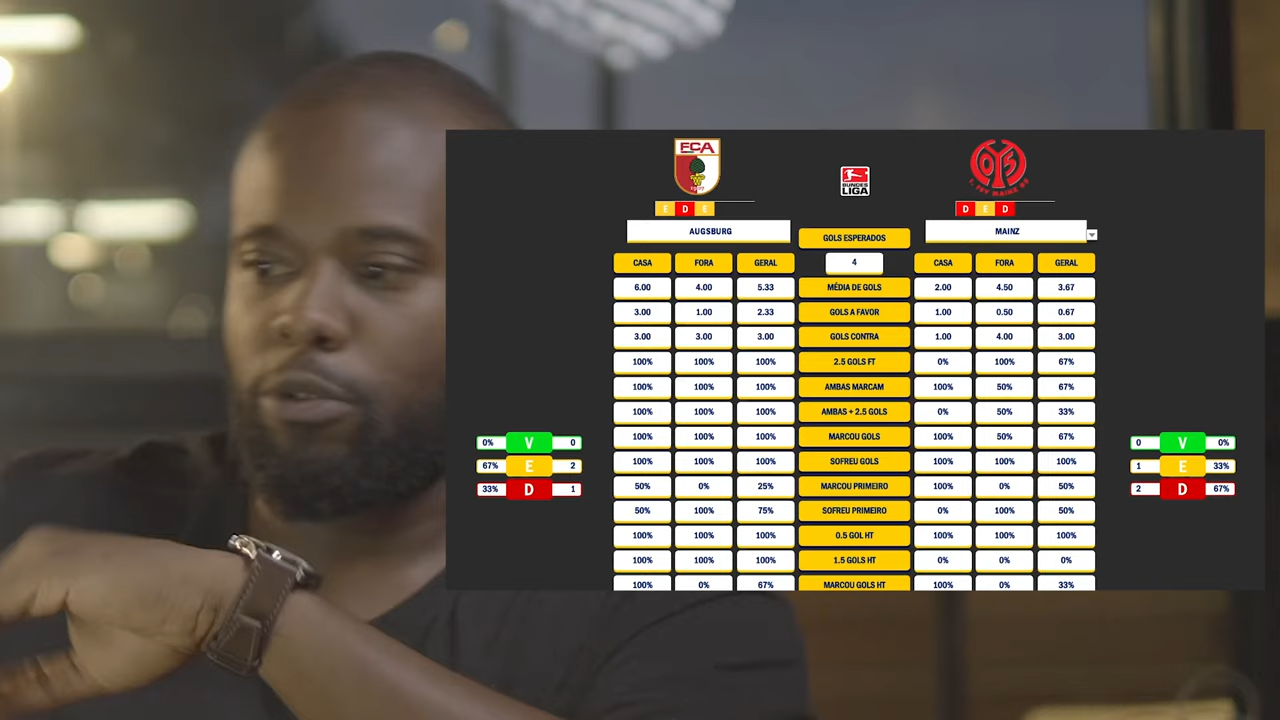 FCA
1907
BUNDES
LIGA
1. FSV MAINZ 05
E D E
D E D
AUGSBURG
GOLS ESPERADOS
MAINZ
CASA FORA GERAL 4 CASA FORA GERAL
6.00 4.00 5.33 MÉDIA DE GOLS 2.00 4.50 3.67
3.00 1.00 2.33 GOLS A FAVOR 1.00 0.50 0.67
3.00 3.00 3.00 GOLS CONTRA 1.00 4.00 3.00
100% 100% 100% 2.5 GOLS FT 0% 100% 67%
100% 100% 100% AMBAS MARCAM 100% 50% 67%
100% 100% 100% AMBAS + 2.5 GOLS 0% 50% 33%
100% 100% 100% MARCOU GOLS 100% 50% 67%
0% V 0
0 V 0%
100% 100% 100% SOFREU GOLS 100% 100% 100%
67% E 2
1 E 33%
50% 0% 25% MARCOU PRIMEIRO 100% 0% 50%
33% D 1
2 D 67%
50% 100% 75% SOFREU PRIMEIRO 0% 100% 50%
100% 100% 100% 0.5 GOL HT 100% 100% 100%
100% 100% 100% 1.5 GOLS HT 0% 0% 0%
100% 0% 67% MARCOU GOLS HT 100% 0% 33%